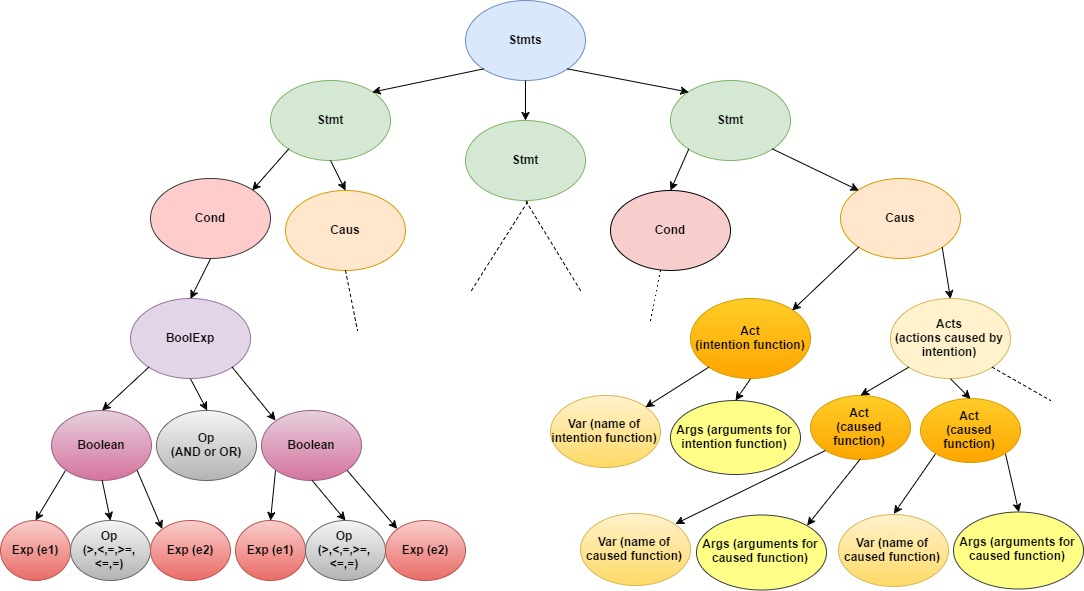 Stmts
Stmt
Stmt
Stmt
Cond
Caus
Cond
Caus
BoolExp
Act
(intention function)
Acts
(actions caused by
intention)
Boolean
Op
(AND or OR)
Boolean
Var (name of
intention function)
Args (arguments for
intention function)
Act
(caused
function)
Act
(caused
function)
Exp (e1)
Op
(>,<,=,>=,
<=,=)
Exp (e2)
Exp (e1)
Op
(>,<,=,>=,
<=,=)
Exp (e2)
Var (name of
caused function)
Args (arguments for
caused function)
Var (name of
caused function)
Args (arguments for
caused function)